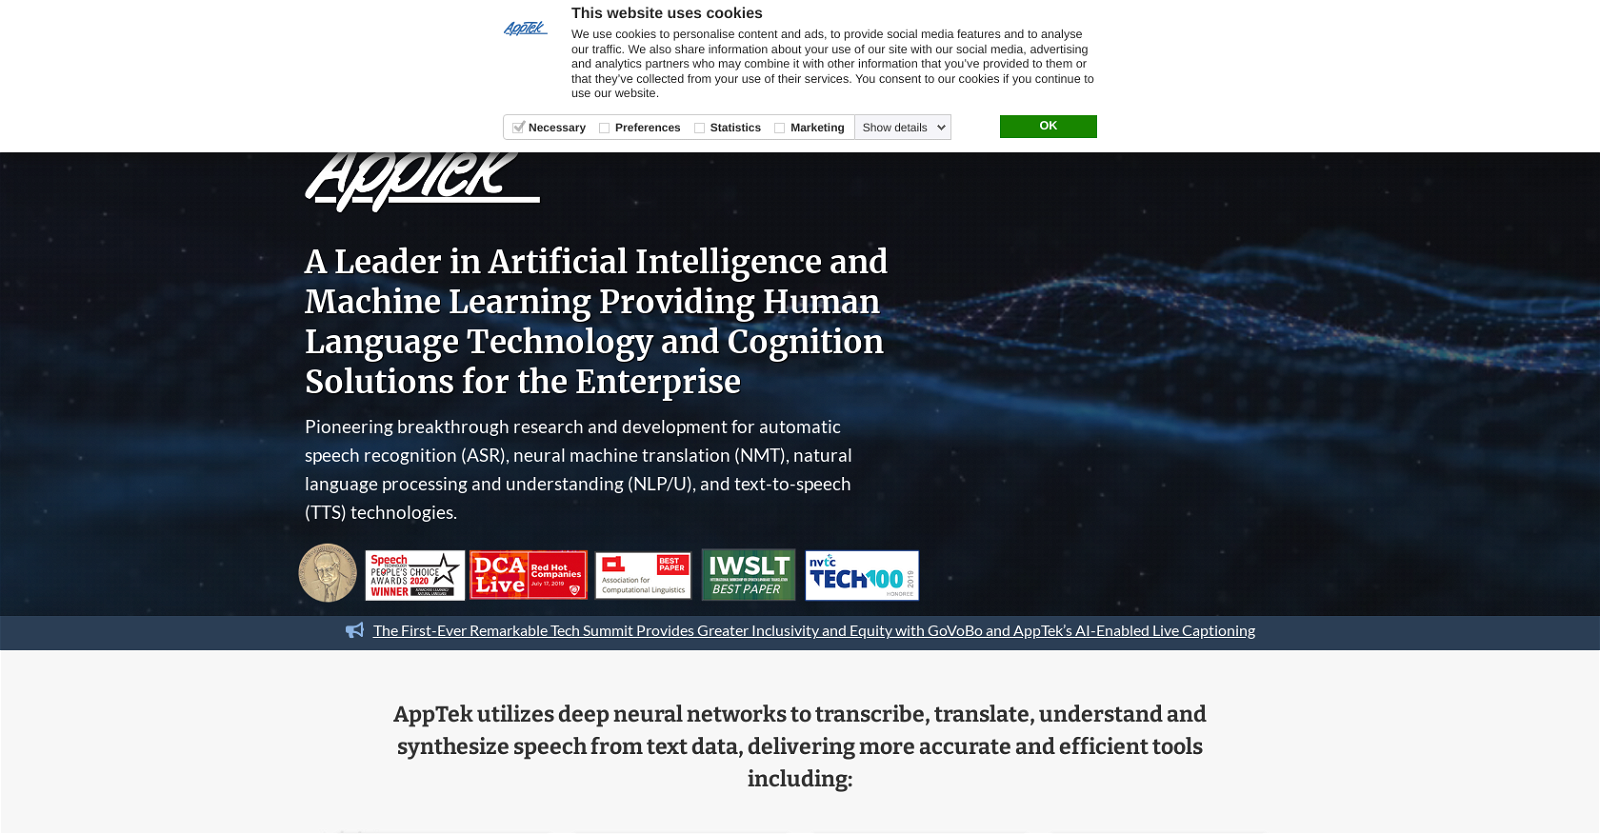 This website uses cookies
AppTek
We use cookies to personalise content and ads, to provide social media features and to analyse
our traffic. We also share information about your use of our site with our social media, advertising
and analytics partners who may combine it with other information that you've provided to them or
that they've collected from your use of their services. You consent to our cookies if you continue to
use our website.
Necessary Preferences Statistics Marketing Show details OK
AppTek
A Leader in Artificial Intelligence and
Machine Learning Providing Human
Language Technology and Cognition
Solutions for the Enterprise
Pioneering breakthrough research and development for automatic
speech recognition (ASR), neural machine translation (NMT), natural
language processing and understanding (NLP/U), and text-to-speech
(TTS) technologies.
Speech
TECHNOLOGY
PEOPLE'S CHOICE
AWARDS 2020
WINNER
DCA
Live
Red Hot
Companies
July 17, 2019
BEST
PAPER
Association for
Computational Linguistics
IWSLT
BEST PAPER
nvtc
TECH100
2019
HONOREE
The First-Ever Remarkable Tech Summit Provides Greater Inclusivity and Equity with GoVoBo and AppTek's AI-Enabled Live Captioning
AppTek utilizes deep neural networks to transcribe, translate, understand and
synthesize speech from text data, delivering more accurate and efficient tools
including: